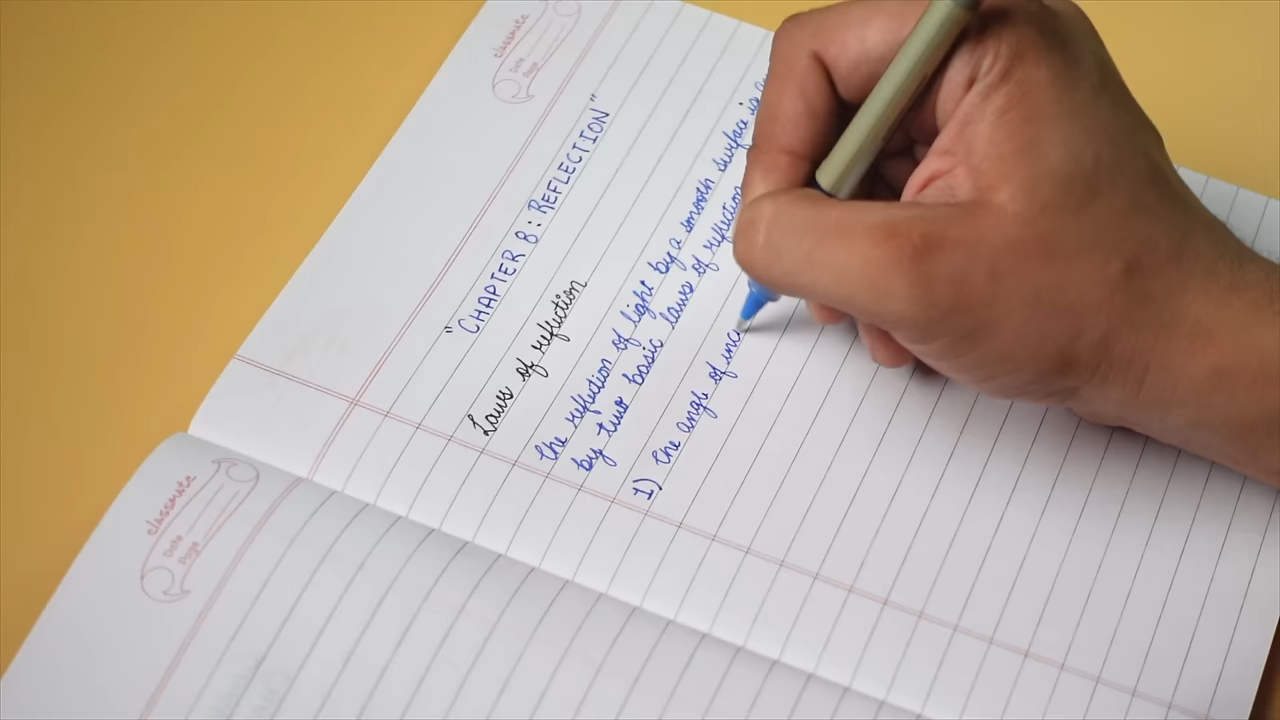 classmate
Date
Page
"CHAPTER 8: REFLECTION"
Laws of reflection
The reflection of light by a smooth surface is
by two basic laws of reflection
1) The angle of inc
classmate
Date
Page